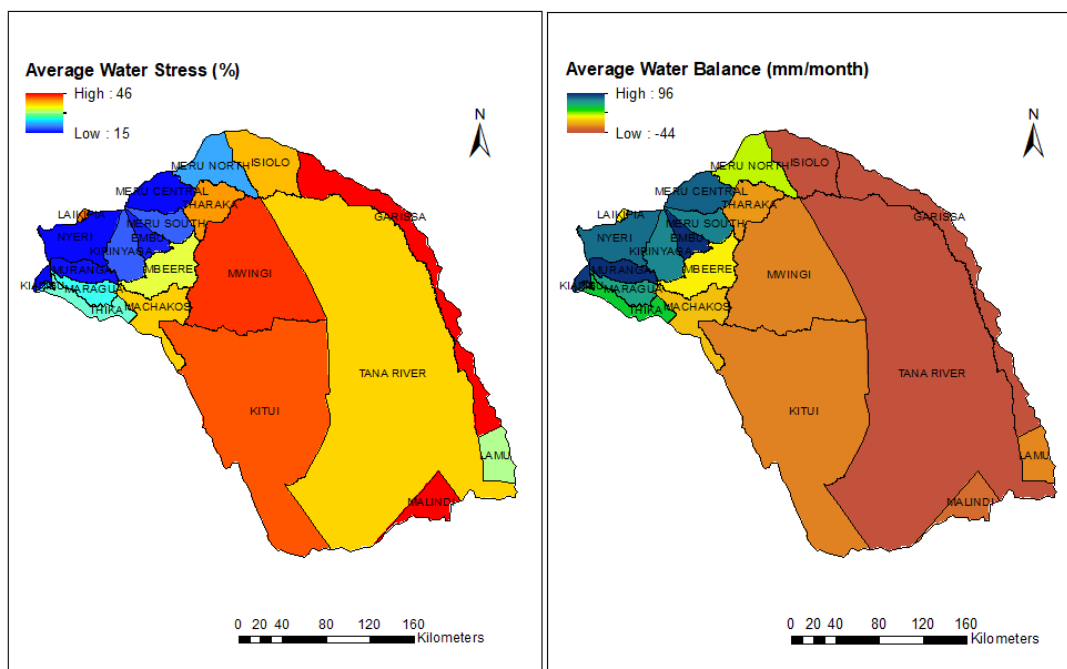 Average Water Stress (%)
High : 46
Low : 15
N
MERU NORTH
ISIOLO
MERU CENTRAL
THARAKA
LAIKIPIA
MERU SOUTH
GARISSA
NYERI
EMBU
KIRINYAGA
MURANGA
MBEERE
MWINGI
MARAGUA
THIKA
MACHAKOS
TANA RIVER
KITUI
LAMU
MALINDI
0 20 40 80 120 160
Kilometers
Average Water Balance (mm/month)
High : 96
Low : -44
N
MERU NORTH
ISIOLO
MERU CENTRAL
THARAKA
LAIKIPIA
MERU SOUTH
GARISSA
NYERI
EMBU
KIRINYAGA
MURANGA
MBEERE
MWINGI
MARAGUA
THIKA
MACHAKOS
TANA RIVER
KITUI
LAMU
MALINDI
0 20 40 80 120 160
Kilometers